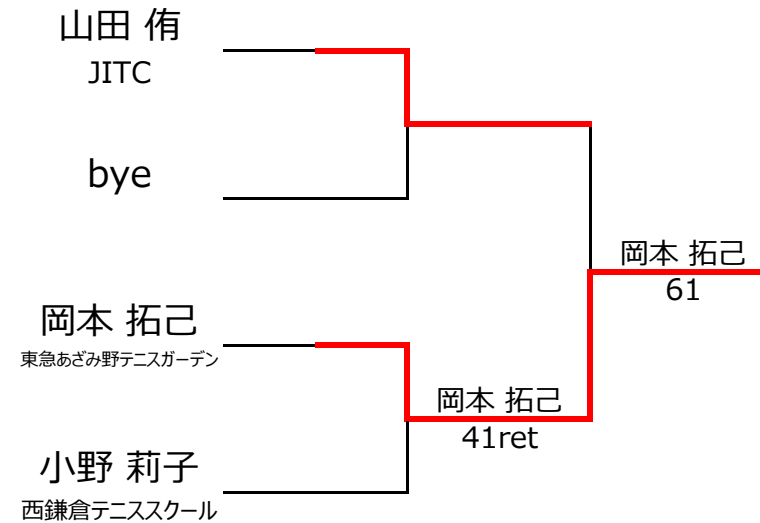 山田 侑
JITC
bye
岡本 拓己
東急あざみ野テニスガーデン
小野 莉子
西鎌倉テニススクール
岡本 拓己
41ret
岡本 拓己
61